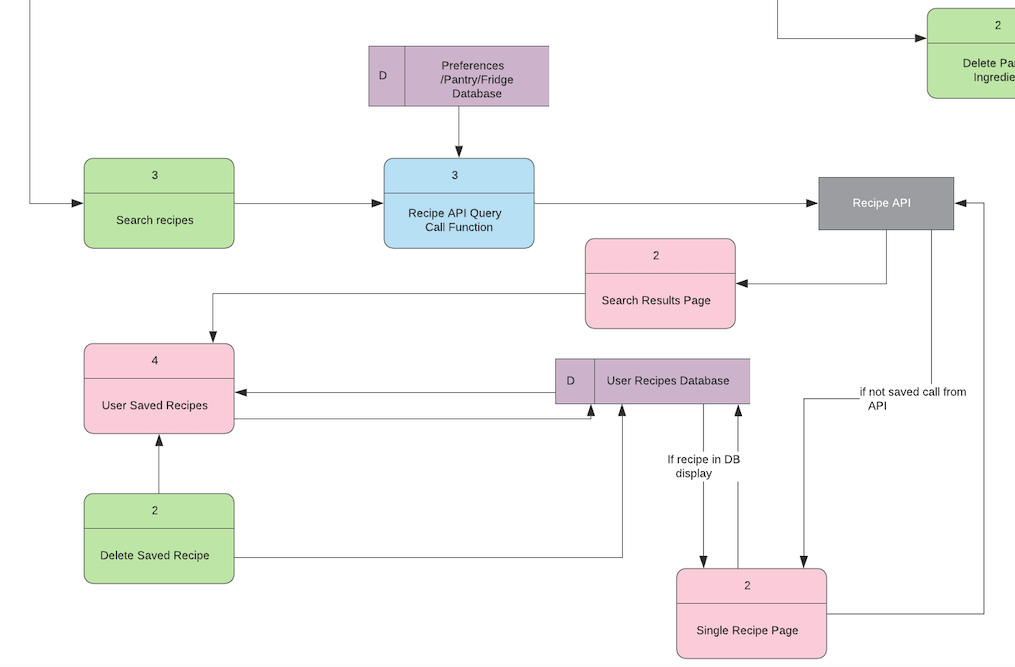 2
Delete Pa
Ingredie
D
Preferences
/Pantry/Fridge
Database
3
Search recipes
3
Recipe API Query
Call Function
Recipe API
2
Search Results Page
4
User Saved Recipes
D
User Recipes Database
if not saved call from
API
If recipe in DB
display
2
Delete Saved Recipe
2
Single Recipe Page